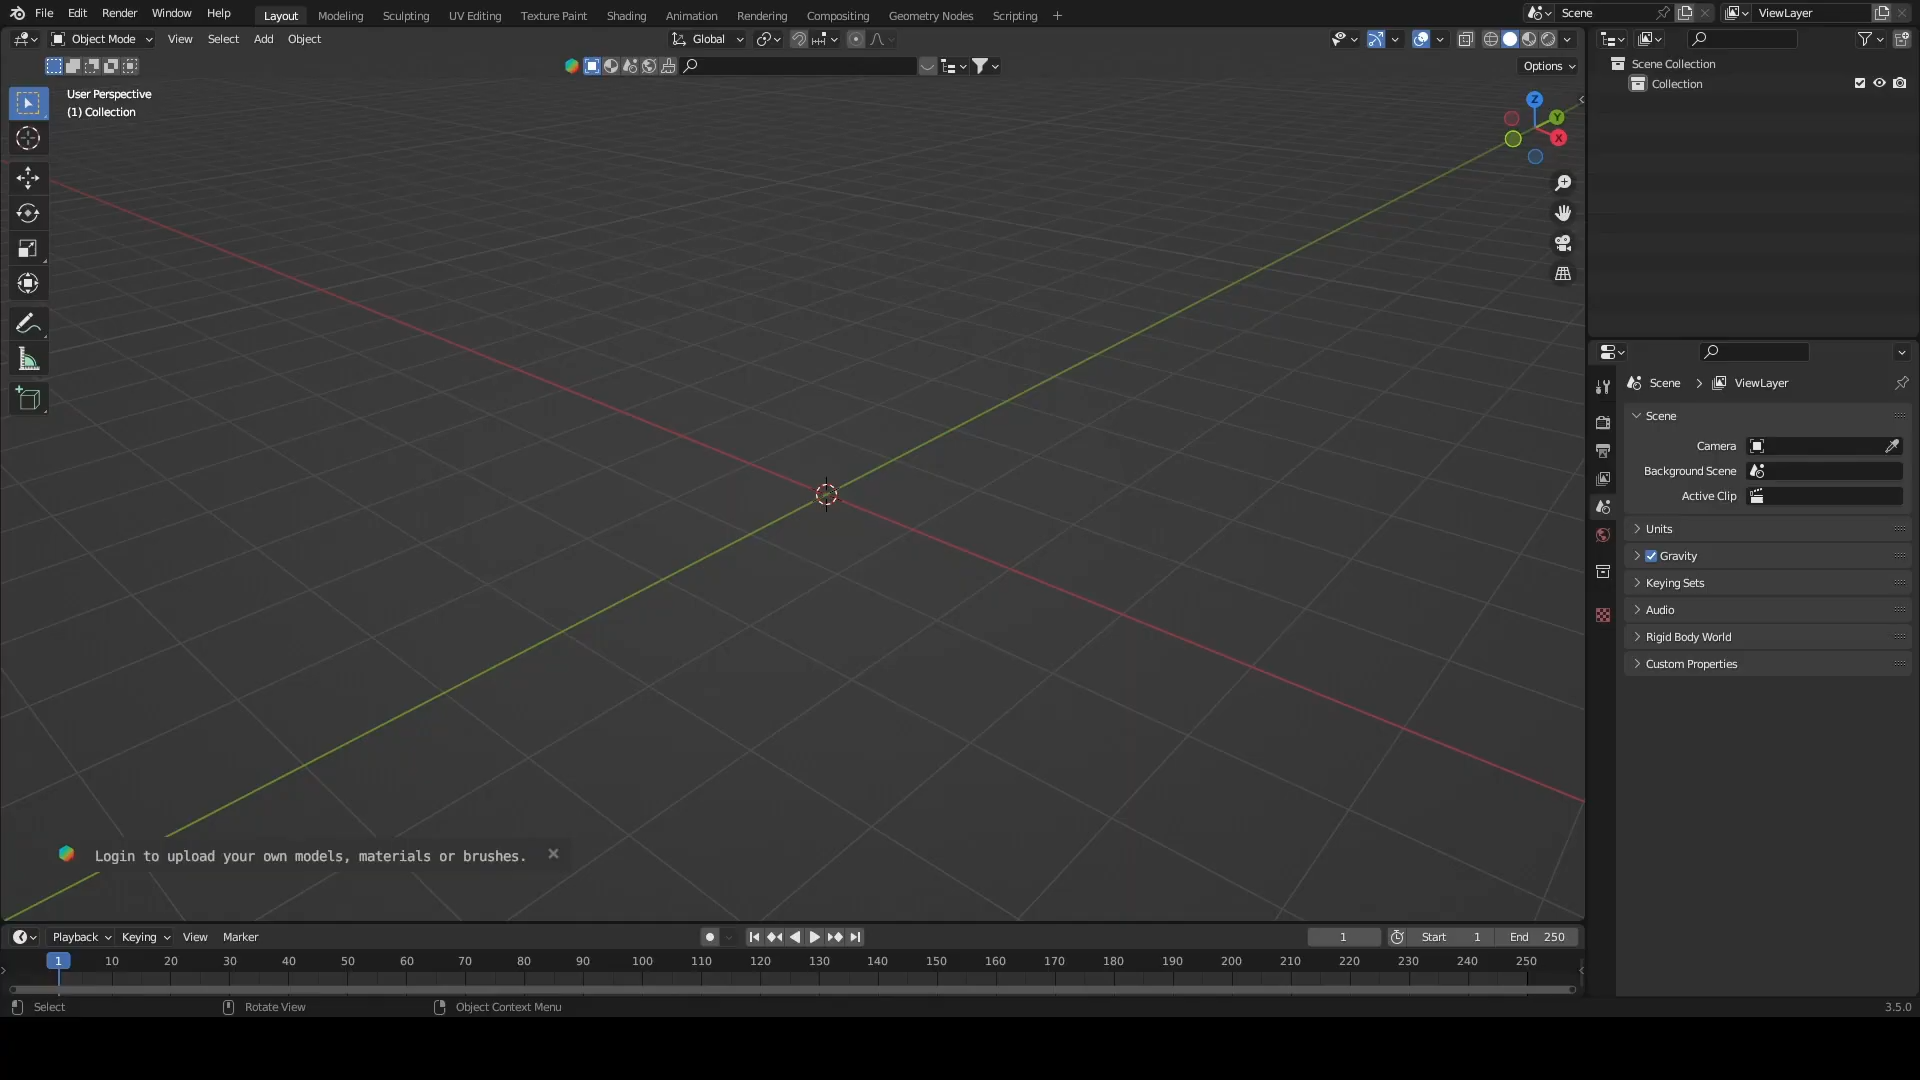 File Edit Render Window Help Layout Modeling Sculpting UV Editing Texture Paint Shading Animation Rendering Compositing Geometry Nodes Scripting + Scene ViewLayer
Object Mode View Select Add Object Global
Options
User Perspective
(1) Collection
Z
Y
X
Scene Collection
Collection
Scene > ViewLayer
Scene
Camera
Background Scene
Active Clip
Units
Gravity
Keying Sets
Audio
Rigid Body World
Custom Properties
Login to upload your own models, materials or brushes.
Playback Keying View Marker 1 Start 1 End 250
1 10 20 30 40 50 60 70 80 90 100 110 120 130 140 150 160 170 180 190 200 210 220 230 240 250
Select Rotate View Object Context Menu 3.5.0